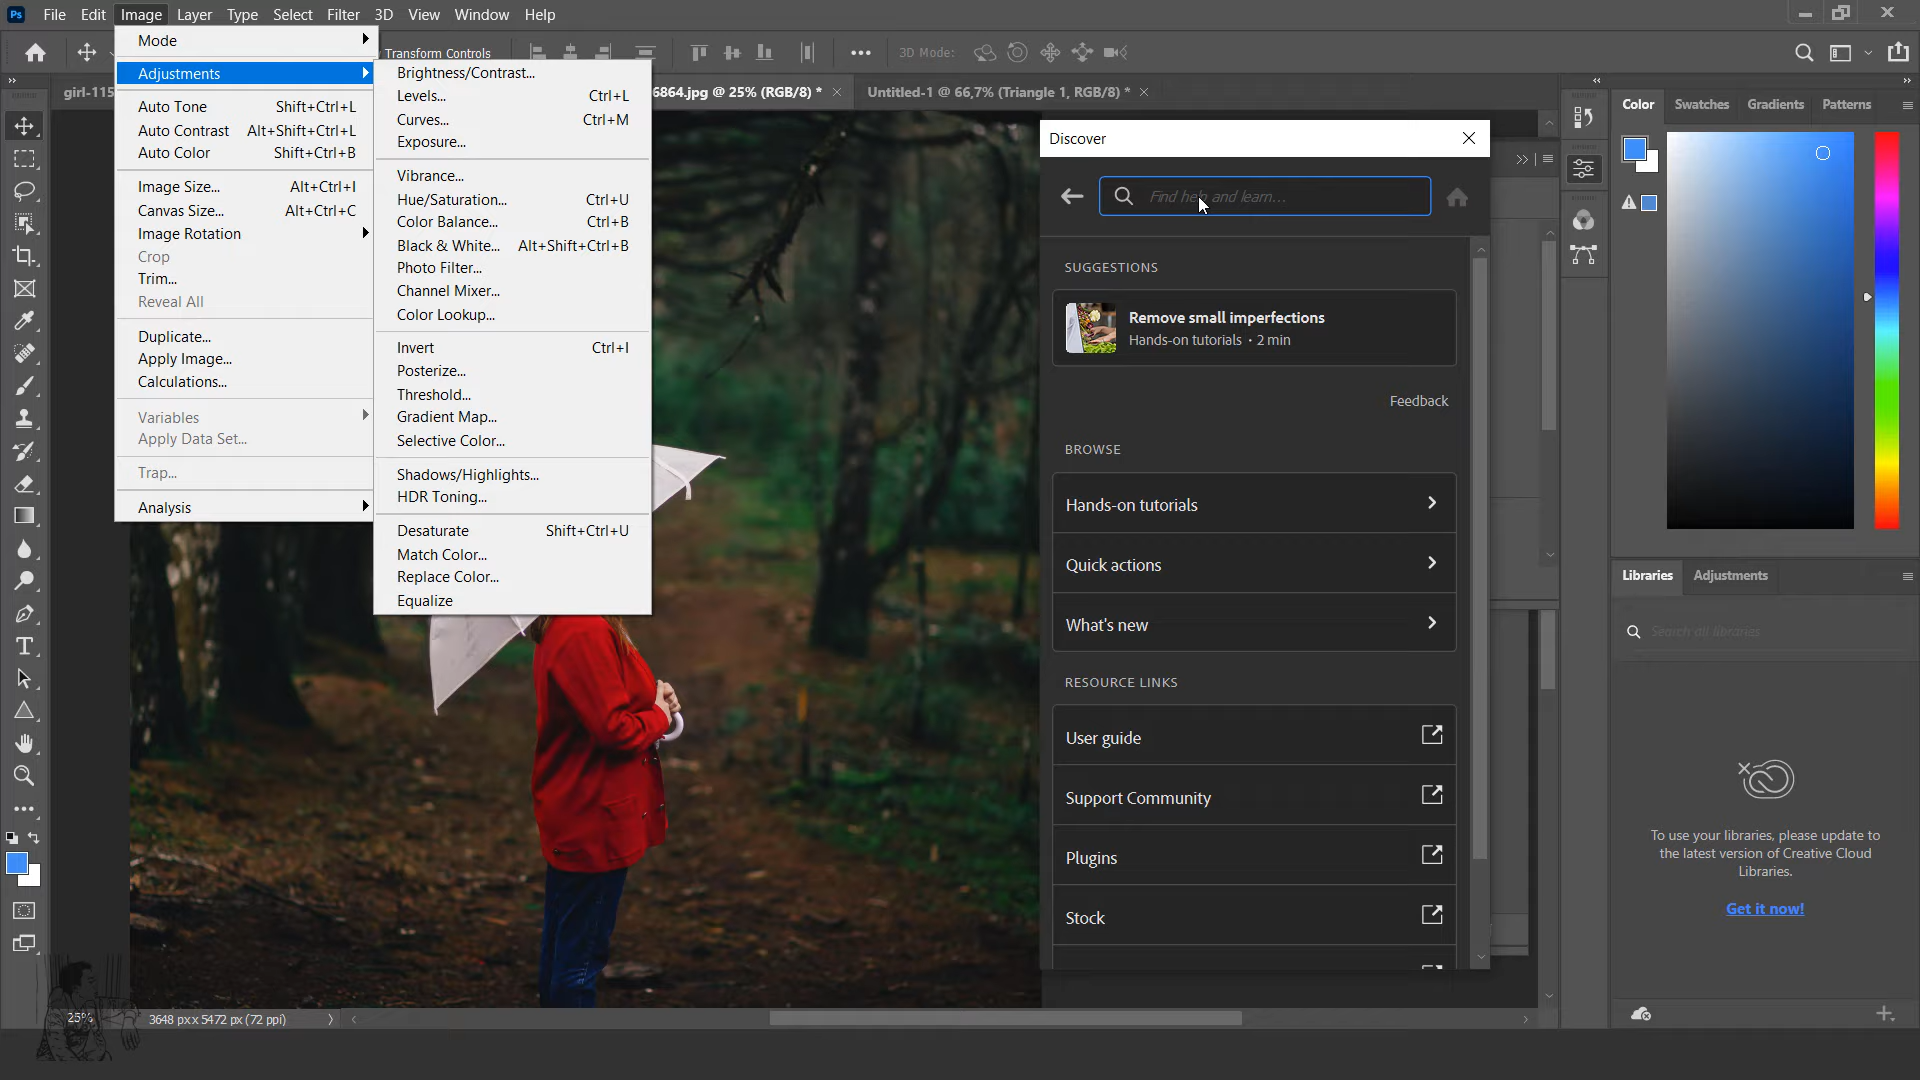 Ps File Edit Image Layer Type Select Filter 3D View Window Help
Transform Controls 3D Mode:
girl-115
6864.jpg @ 25% (RGB/8) *
Untitled-1 @ 66,7% (Triangle 1, RGB/8) *
Mode
Adjustments
Auto Tone Shift+Ctrl+L
Auto Contrast Alt+Shift+Ctrl+L
Auto Color Shift+Ctrl+B
Image Size... Alt+Ctrl+I
Canvas Size... Alt+Ctrl+C
Image Rotation
Crop
Trim...
Reveal All
Duplicate...
Apply Image...
Calculations...
Variables
Apply Data Set...
Trap...
Analysis
Brightness/Contrast...
Levels... Ctrl+L
Curves... Ctrl+M
Exposure...
Vibrance...
Hue/Saturation... Ctrl+U
Color Balance... Ctrl+B
Black & White... Alt+Shift+Ctrl+B
Photo Filter...
Channel Mixer...
Color Lookup...
Invert Ctrl+I
Posterize...
Threshold...
Gradient Map...
Selective Color...
Shadows/Highlights...
HDR Toning...
Desaturate Shift+Ctrl+U
Match Color...
Replace Color...
Equalize
Discover
Find help and learn...
SUGGESTIONS
Remove small imperfections
Hands-on tutorials • 2 min
Feedback
BROWSE
Hands-on tutorials
Quick actions
What's new
RESOURCE LINKS
User guide
Support Community
Plugins
Stock
Color Swatches Gradients Patterns
Libraries Adjustments
Search all libraries
To use your libraries, please update to
the latest version of Creative Cloud
Libraries.
Get it now!
25% 3648 px x 5472 px (72 ppi)